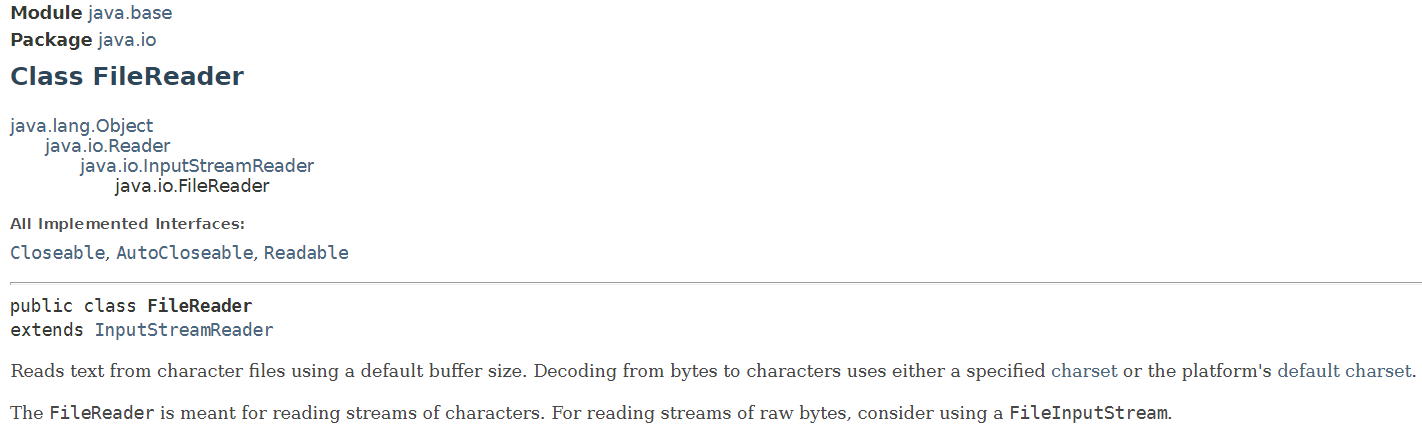 Module java.base
Package java.io
Class FileReader
java.lang.Object
java.io.Reader
java.io.InputStreamReader
java.io.FileReader
All Implemented Interfaces:
Closeable, AutoCloseable, Readable
public class FileReader
extends InputStreamReader
Reads text from character files using a default buffer size. Decoding from bytes to characters uses either a specified charset or the platform's default charset.
The FileReader is meant for reading streams of characters. For reading streams of raw bytes, consider using a FileInputStream.